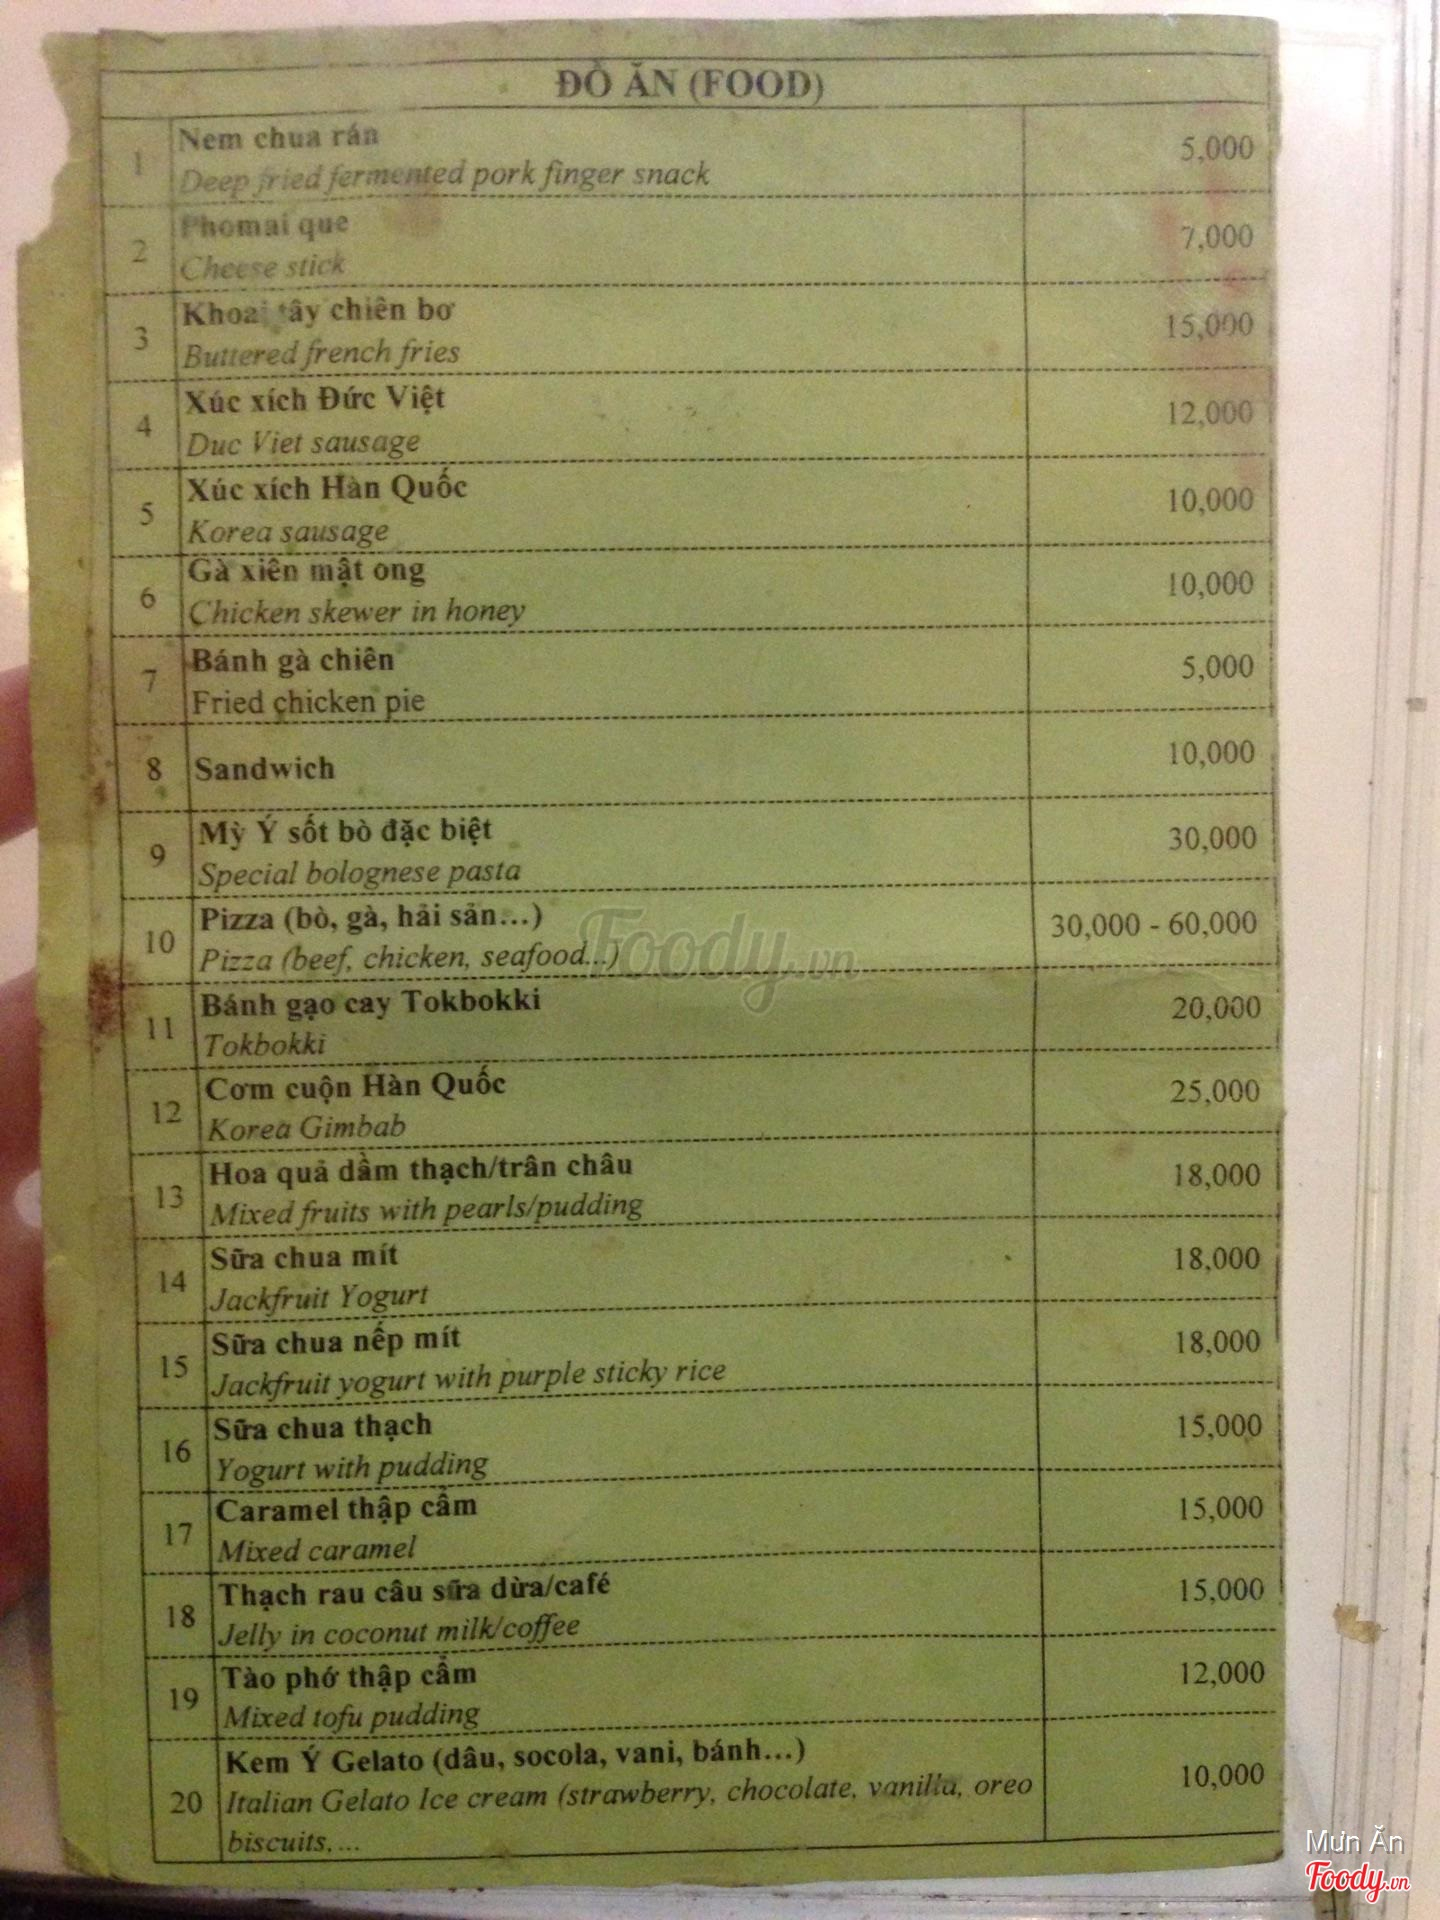 ĐỒ ĂN (FOOD)
1
Nem chua rán
Deep fried fermented pork finger snack
5,000
2
Phomai que
Cheese stick
7,000
3
Khoai tây chiên bơ
Buttered french fries
15,000
4
Xúc xích Đức Việt
Duc Viet sausage
12,000
5
Xúc xích Hàn Quốc
Korea sausage
10,000
6
Gà xiên mật ong
Chicken skewer in honey
10,000
7
Bánh gà chiên
Fried chicken pie
5,000
8
Sandwich
10,000
9
Mỳ Ý sốt bò đặc biệt
Special bolognese pasta
30,000
10
Pizza (bò, gà, hải sản...)
Pizza (beef, chicken, seafood...)
30,000 - 60,000
Foody.vn
11
Bánh gạo cay Tokbokki
Tokbokki
20,000
12
Cơm cuộn Hàn Quốc
Korea Gimbab
25,000
13
Hoa quả dầm thạch/trân châu
Mixed fruits with pearls/pudding
18,000
14
Sữa chua mít
Jackfruit Yogurt
18,000
15
Sữa chua nếp mít
Jackfruit yogurt with purple sticky rice
18,000
16
Sữa chua thạch
Yogurt with pudding
15,000
17
Caramel thập cẩm
Mixed caramel
15,000
18
Thạch rau câu sữa dừa/café
Jelly in coconut milk/coffee
15,000
19
Tào phớ thập cẩm
Mixed tofu pudding
12,000
20
Kem Ý Gelato (dâu, socola, vani, bánh...)
Italian Gelato Ice cream (strawberry, chocolate, vanilla, oreo
biscuits,...
10,000
Mưn Ăn
Foody.vn